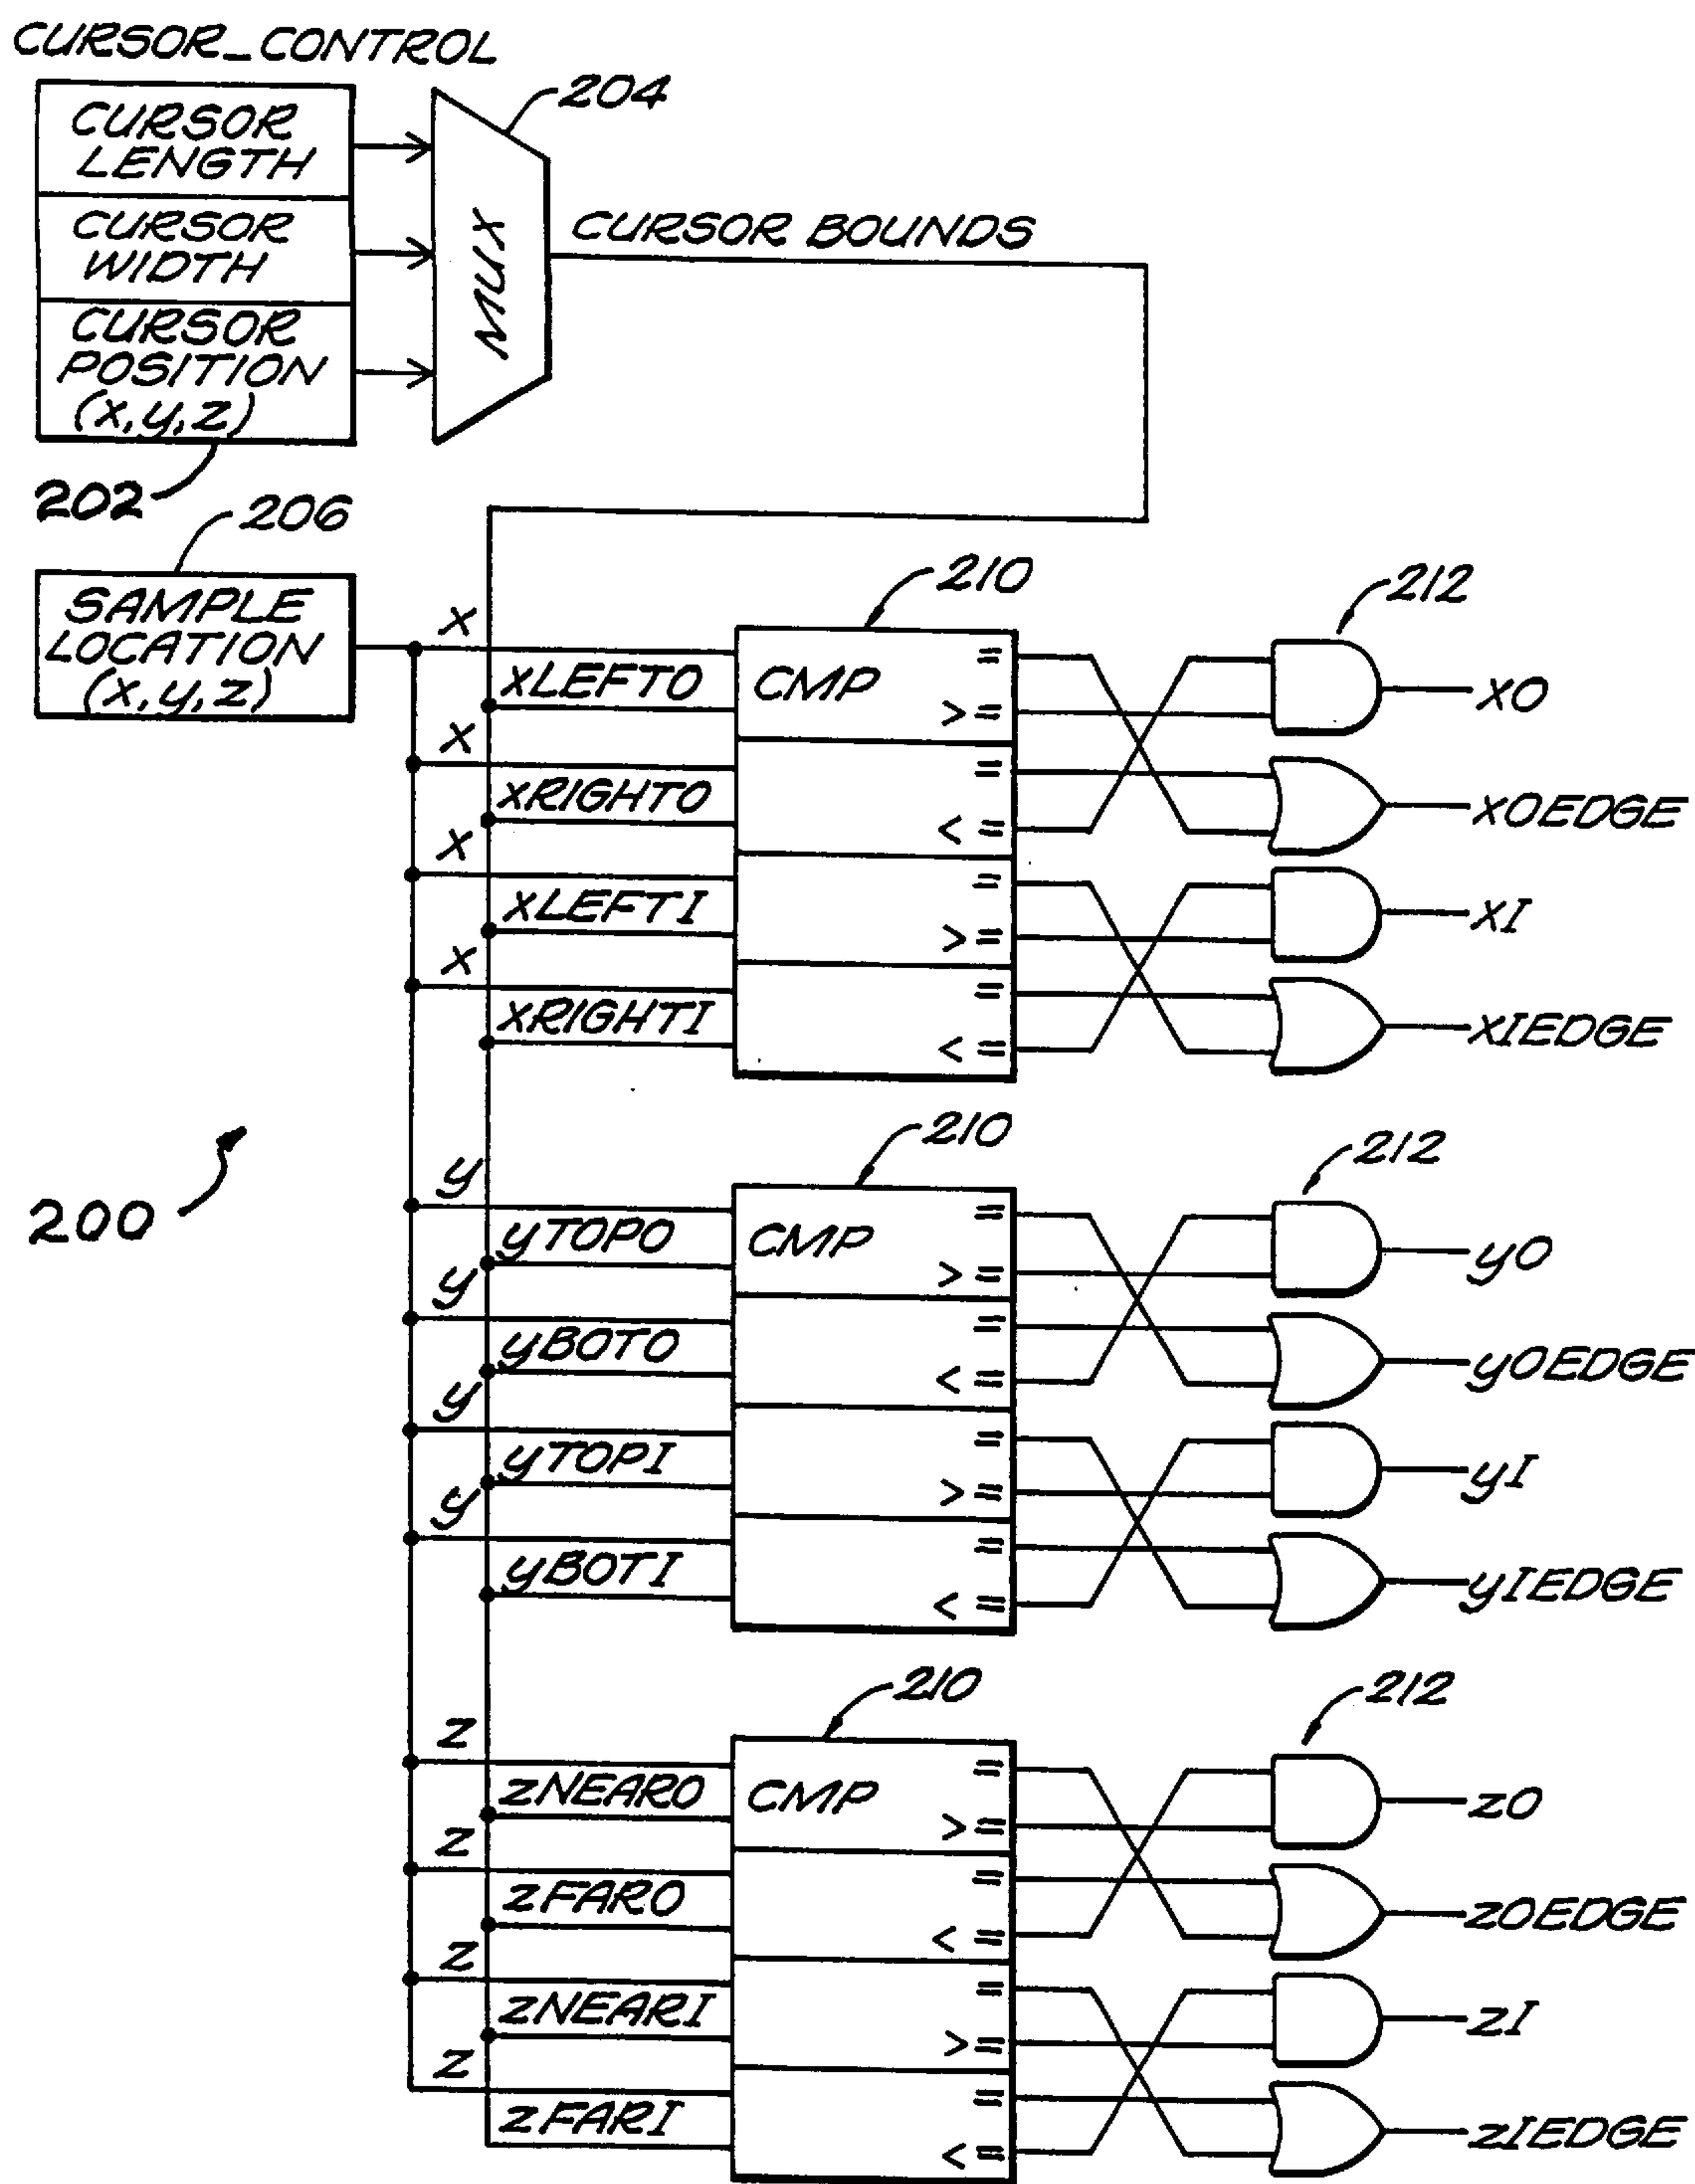 CURSOR_CONTROL
204
CURSOR
LENGTH
CURSOR
WIDTH
CURSOR
POSITION
(x,y,z)
MUX
CURSOR BOUNDS
202
206
SAMPLE
LOCATION
(x,y,z)
210
212
x
xLEFTO
CMP
=
>=
xO
x
xRIGHTO
=
<=
xOEDGE
x
xLEFTI
=
>=
xI
x
xRIGHTI
=
<=
xIEDGE
200
210
212
y
yTOPO
CMP
=
>=
yO
y
yBOTO
=
<=
yOEDGE
y
yTOPI
=
>=
yI
y
yBOTI
=
<=
yIEDGE
210
212
z
zNEARO
CMP
=
>=
zO
z
zFARO
=
<=
zOEDGE
z
zNEARI
=
>=
zI
z
zFARI
=
<=
zIEDGE